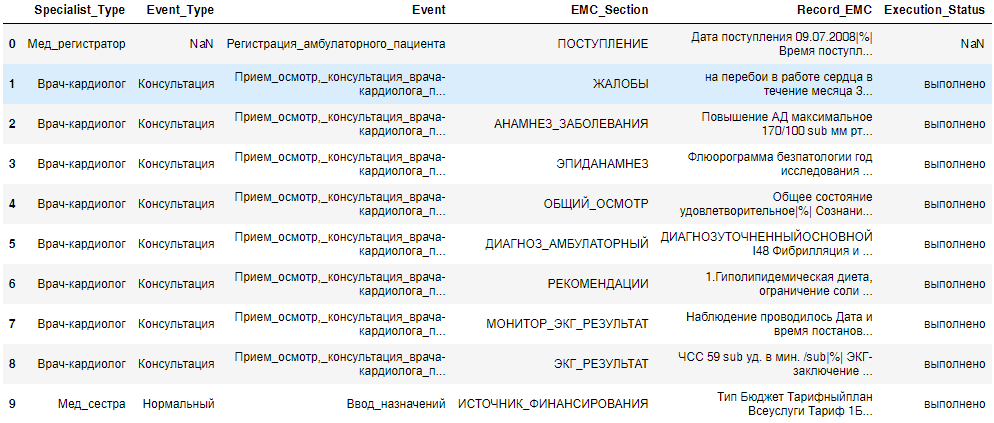 Specialist_Type Event_Type Event EMC_Section Record_EMC Execution_Status
0 Мед_регистратор NaN Регистрация_амбулаторного_пациента ПОСТУПЛЕНИЕ Дата поступления 09.07.2008|%| NaN
Время поступл...
1 Врач-кардиолог Консультация Прием_осмотр,_консультация_врача- ЖАЛОБЫ на перебои в работе сердца в выполнено
кардиолога_п... течение месяца З...
2 Врач-кардиолог Консультация Прием_осмотр,_консультация_врача- АНАМНЕЗ_ЗАБОЛЕВАНИЯ Повышение АД максимальное выполнено
кардиолога_п... 170/100 sub мм рт...
3 Врач-кардиолог Консультация Прием_осмотр,_консультация_врача- ЭПИДАНАМНЕЗ Флюорограмма безпатологии год выполнено
кардиолога_п... исследования ...
4 Врач-кардиолог Консультация Прием_осмотр,_консультация_врача- ОБЩИЙ_ОСМОТР Общее состояние выполнено
кардиолога_п... удовлетворительное|%| Сознани...
5 Врач-кардиолог Консультация Прием_осмотр,_консультация_врача- ДИАГНОЗ_АМБУЛАТОРНЫЙ ДИАГНОЗУТОЧНЕННЫЙОСНОВНОЙ выполнено
кардиолога_п... I48 Фибрилляция и ...
6 Врач-кардиолог Консультация Прием_осмотр,_консультация_врача- РЕКОМЕНДАЦИИ 1.Гиполипидемическая диета, выполнено
кардиолога_п... ограничение соли ...
7 Врач-кардиолог Консультация Прием_осмотр,_консультация_врача- МОНИТОР_ЭКГ_РЕЗУЛЬТАТ Наблюдение проводилось Дата и выполнено
кардиолога_п... время постанов...
8 Врач-кардиолог Консультация Прием_осмотр,_консультация_врача- ЭКГ_РЕЗУЛЬТАТ ЧСС 59 sub уд. в мин. /sub|%| ЭКГ- выполнено
кардиолога_п... заключение ...
9 Мед_сестра Нормальный Ввод_назначений ИСТОЧНИК_ФИНАНСИРОВАНИЯ Тип Бюджет Тарифныйплан выполнено
Всеуслуги Тариф 1Б...